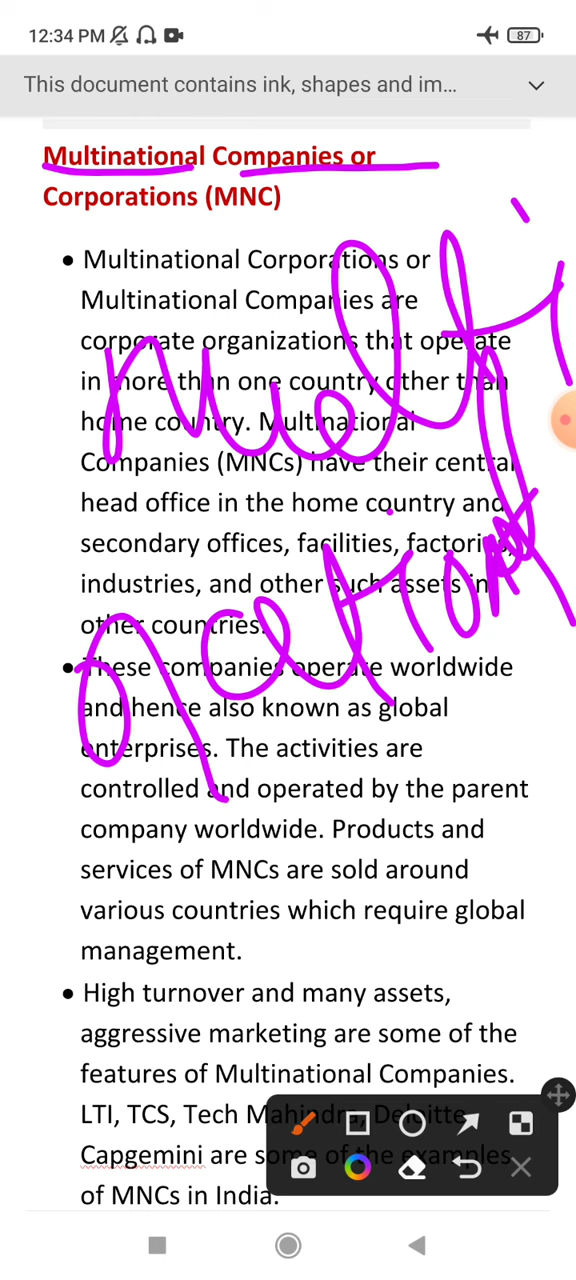 12:34 PM 87
This document contains ink, shapes and im...
Multinational Companies or
Corporations (MNC)
• Multinational Corporations or
Multinational Companies are
corporate organizations that operate
in more than one country other than
home country. Multinational
Companies (MNCs) have their central
head office in the home country and
secondary offices, facilities, factories,
industries, and other such assets in
other countries.
• These companies operate worldwide
and hence also known as global
enterprises. The activities are
controlled and operated by the parent
company worldwide. Products and
services of MNCs are sold around
various countries which require global
management.
• High turnover and many assets,
aggressive marketing are some of the
features of Multinational Companies.
LTI, TCS, Tech Mahindra, Deloitte,
Capgemini are some of the examples
of MNCs in India.
multi